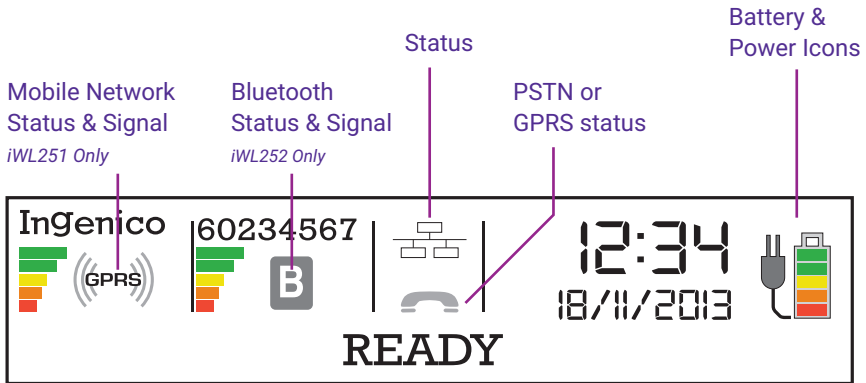 Battery &
Power Icons
Status
Mobile Network
Status & Signal
iWL251 Only
Bluetooth
Status & Signal
iWL252 Only
PSTN or
GPRS status
Ingenico
60234567
GPRS
B
12:34
18/11/2013
READY